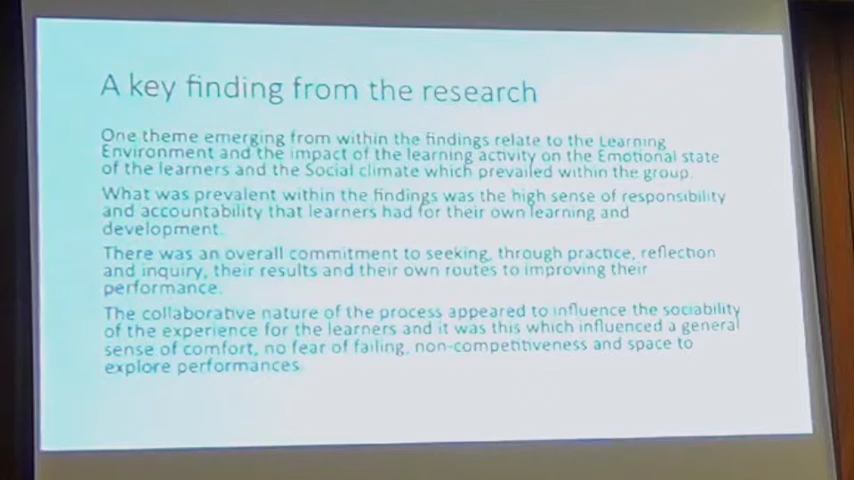 A key finding from the research
One theme emerging from within the findings relate to the Learning
Environment and the impact of the learning activity on the Emotional state
of the learners and the Social climate which prevailed within the group.
What was prevalent within the findings was the high sense of responsibility
and accountability that learners had for their own learning and
development.
There was an overall commitment to seeking, through practice, reflection
and inquiry, their results and their own routes to improving their
performance.
The collaborative nature of the process appeared to influence the sociability
of the experience for the learners and it was this which influenced a general
sense of comfort, no fear of failing, non-competitiveness and space to
explore performances